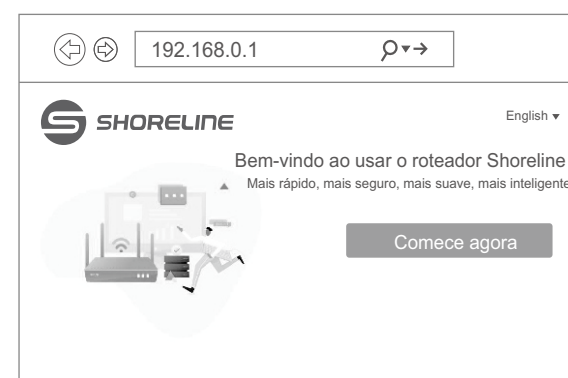 192.168.0.1
SHORELINE
English
Bem-vindo ao usar o roteador Shoreline
Mais rápido, mais seguro, mais suave, mais inteligente
Comece agora